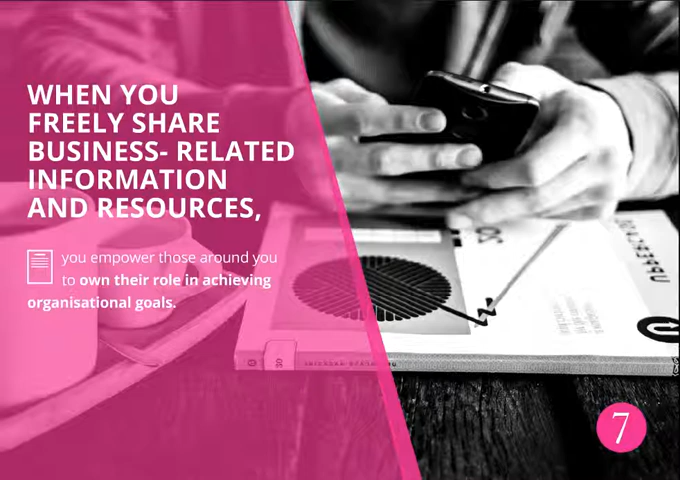 WHEN YOU
FREELY SHARE
BUSINESS- RELATED
INFORMATION
AND RESOURCES,
you empower those around you
to own their role in achieving
organisational goals.
30
7